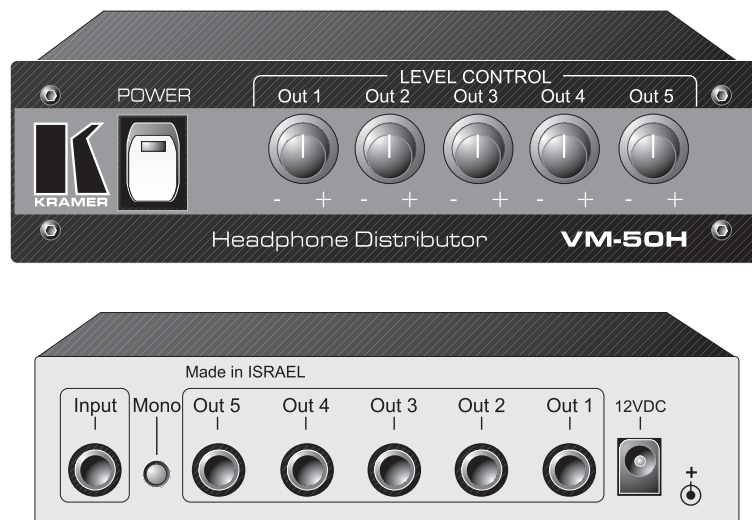 LEVEL CONTROL
POWER
Out 1 Out 2 Out 3 Out 4 Out 5
K
KRAMER
- + - + - + - + - +
Headphone Distributor VM-50H
Made in ISRAEL
Input Mono Out 5 Out 4 Out 3 Out 2 Out 1 12VDC
+